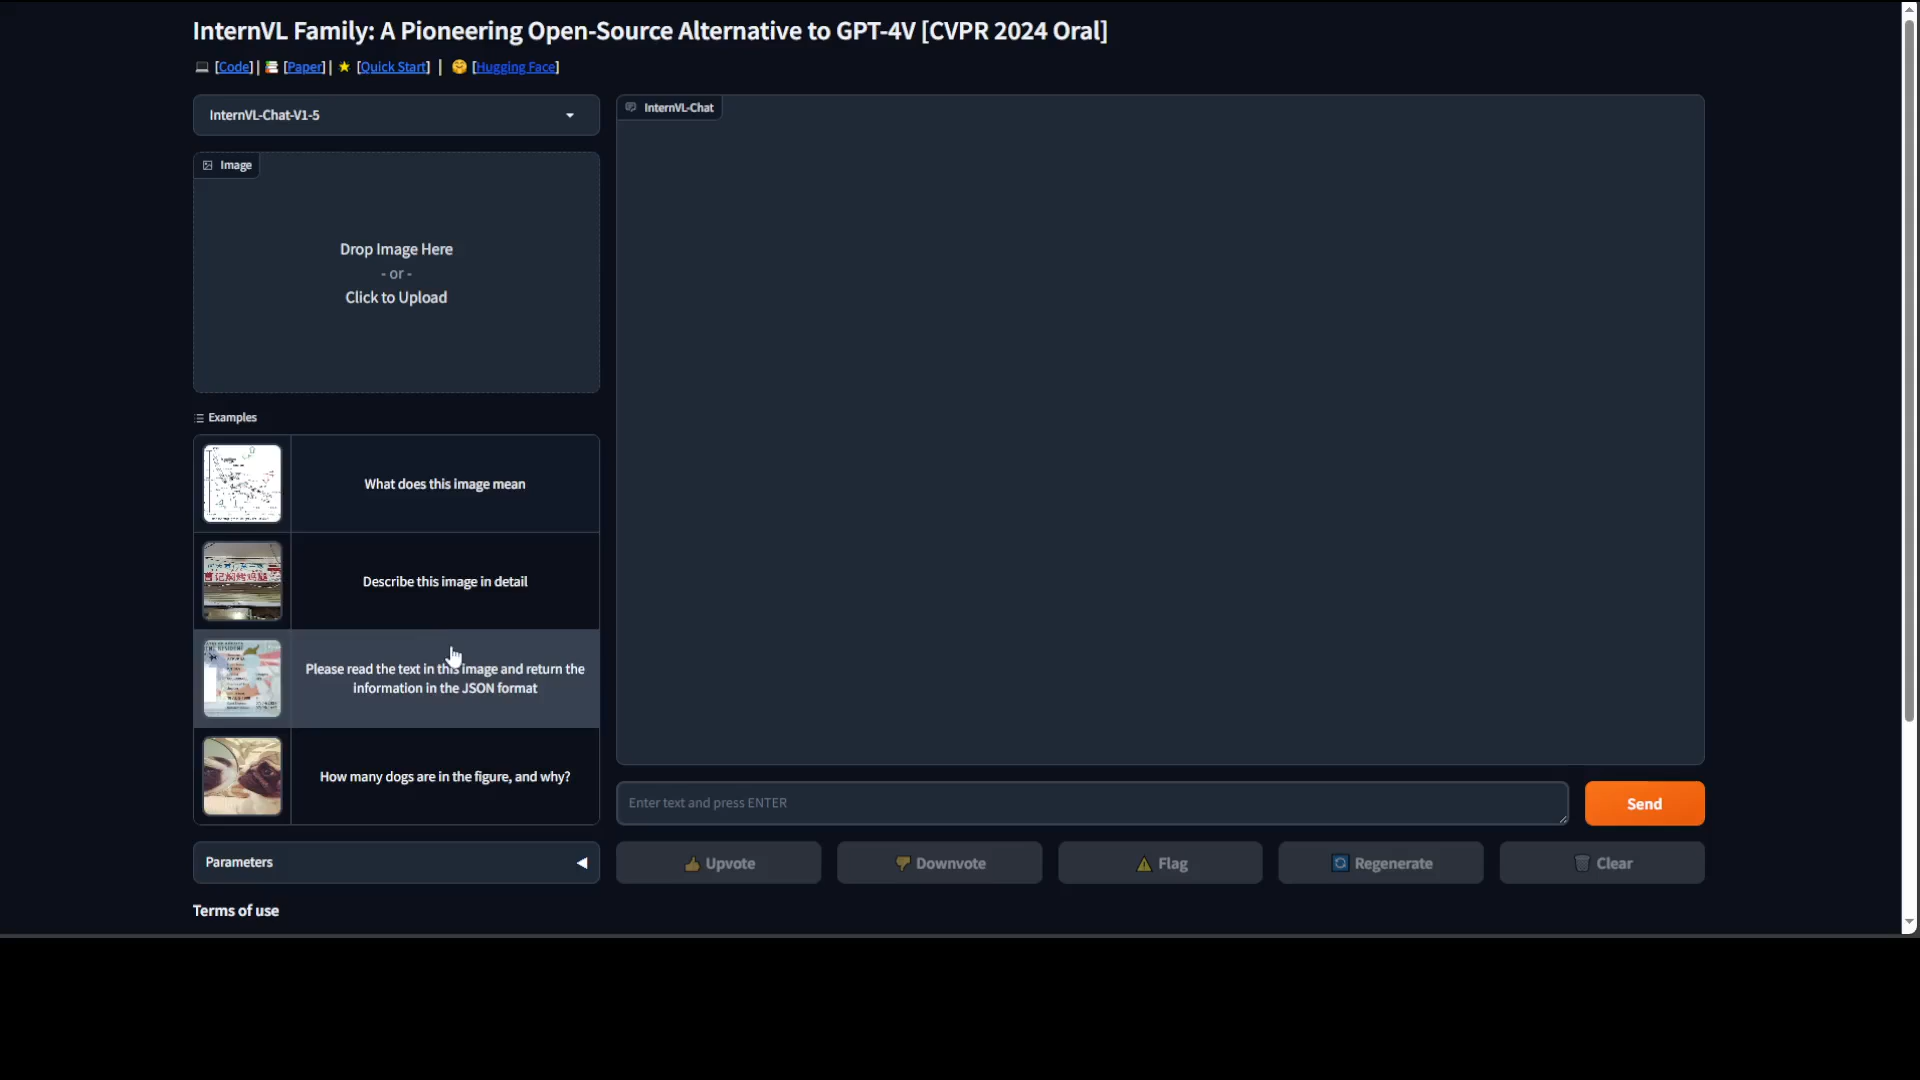 InternVL Family: A Pioneering Open-Source Alternative to GPT-4V [CVPR 2024 Oral]
[Code] | [Paper] | [Quick Start] | [Hugging Face]
InternVL-Chat-V1-5
InternVL-Chat
Image
Drop Image Here
- or -
Click to Upload
Examples
What does this image mean
Describe this image in detail
Please read the text in this image and return the
information in the JSON format
How many dogs are in the figure, and why?
Enter text and press ENTER
Send
Parameters
Upvote
Downvote
Flag
Regenerate
Clear
Terms of use